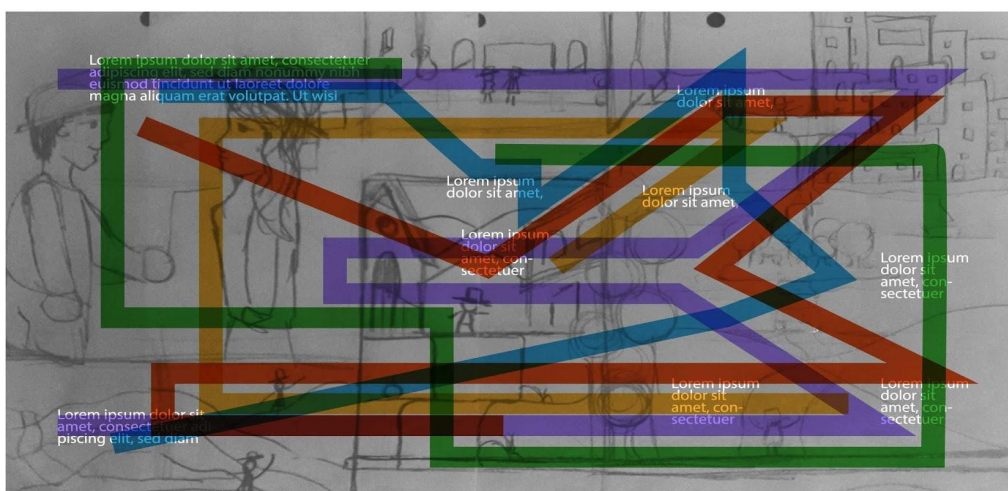 Lorem ipsum dolor sit amet, consectetuer
adipiscing elit, sed diam nonummy nibh
euismod tincidunt ut laoreet dolore
magna aliquam erat volutpat. Ut wisi
Lorem ipsum
dolor sit amet,
Lorem ipsum
dolor sit amet,
Lorem ipsum
dolor sit amet,
Lorem ipsum
dolor sit
amet, con-
sectetuer
Lorem ipsum
dolor sit
amet, con-
sectetuer
Lorem ipsum
dolor sit
amet, con-
sectetuer
Lorem ipsum
dolor sit
amet, con-
sectetuer
Lorem ipsum dolor sit
amet, consectetuer adi-
piscing elit, sed diam